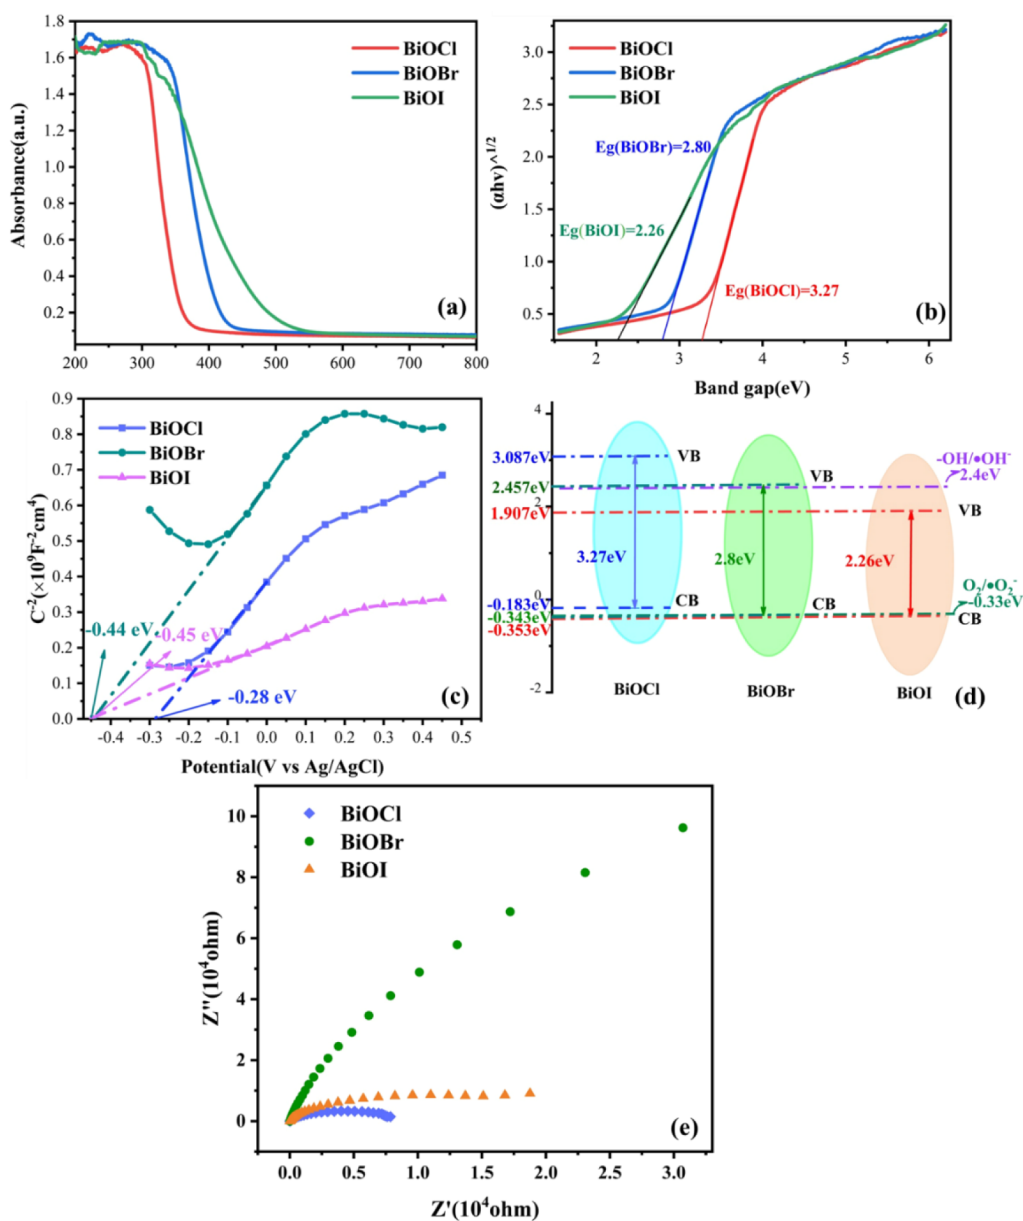 1.8
1.6
1.4
1.2
1.0
0.8
0.6
0.4
0.2
Absorbance(a.u.)
BiOCl
BiOBr
BiOI
(a)
200 300 400 500 600 700 800
3.0
2.5
2.0
1.5
1.0
0.5
(αhv)^1/2
BiOCl
BiOBr
BiOI
Eg(BiOBr)=2.80
Eg(BiOI)=2.26
Eg(BiOCl)=3.27
(b)
2 3 4 5 6
Band gap(eV)
0.9
0.8
0.7
0.6
0.5
0.4
0.3
0.2
0.1
0.0
C⁻²(×10⁹F⁻²cm⁴)
BiOCl
BiOBr
BiOI
-0.44 eV
-0.45 eV
-0.28 eV
(c)
-0.4 -0.3 -0.2 -0.1 0.0 0.1 0.2 0.3 0.4 0.5
Potential(V vs Ag/AgCl)
4
2
0
-2
3.087eV
2.457eV
1.907eV
-0.183eV
-0.343eV
-0.353eV
VB
VB
VB
-OH/•OH⁻
2.4eV
3.27eV
2.8eV
2.26eV
CB
CB
CB
O₂/•O₂⁻
-0.33eV
BiOCl
BiOBr
BiOI
(d)
10
8
6
4
2
0
Z''(10⁴ohm)
BiOCl
BiOBr
BiOI
(e)
0.0 0.5 1.0 1.5 2.0 2.5 3.0
Z'(10⁴ohm)